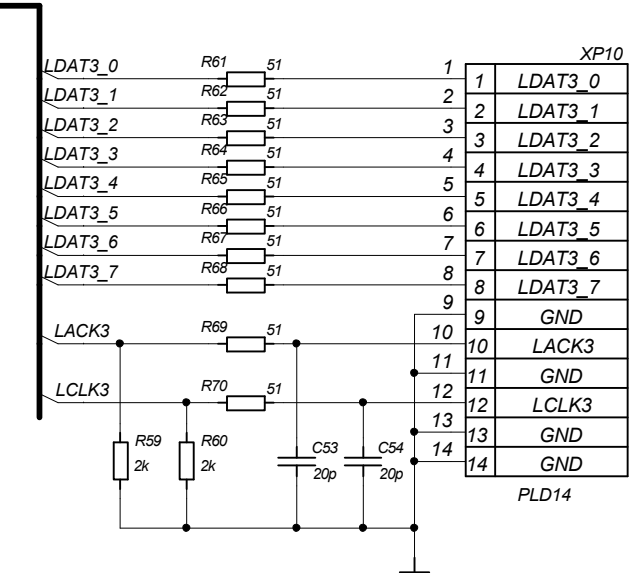 XP10
LDAT3_0 R61 51 1 1 LDAT3_0
LDAT3_1 R62 51 2 2 LDAT3_1
LDAT3_2 R63 51 3 3 LDAT3_2
LDAT3_3 R64 51 4 4 LDAT3_3
LDAT3_4 R65 51 5 5 LDAT3_4
LDAT3_5 R66 51 6 6 LDAT3_5
LDAT3_6 R67 51 7 7 LDAT3_6
LDAT3_7 R68 51 8 8 LDAT3_7
9 9 GND
LACK3 R69 51 10 10 LACK3
11 11 GND
LCLK3 R70 51 12 12 LCLK3
13 13 GND
R59 R60 C53 C54 14 14 GND
2k 2k 20p 20p
PLD14